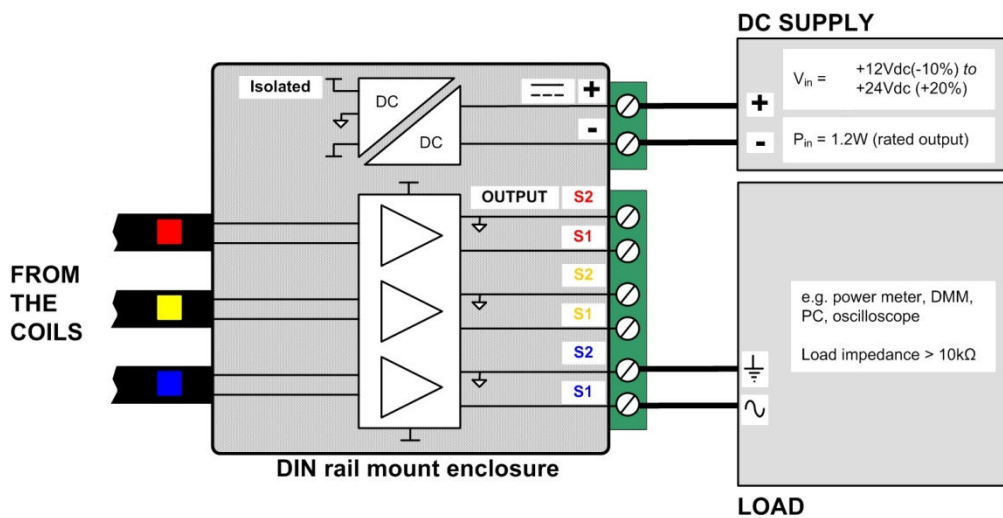 DC SUPPLY
Isolated
DC
DC
+
-
+
-
Vin = +12Vdc(-10%) to
+24Vdc (+20%)
Pin = 1.2W (rated output)
OUTPUT S2
S1
S2
S1
S2
S1
FROM
THE
COILS
e.g. power meter, DMM,
PC, oscilloscope
Load impedance > 10kΩ
DIN rail mount enclosure
LOAD